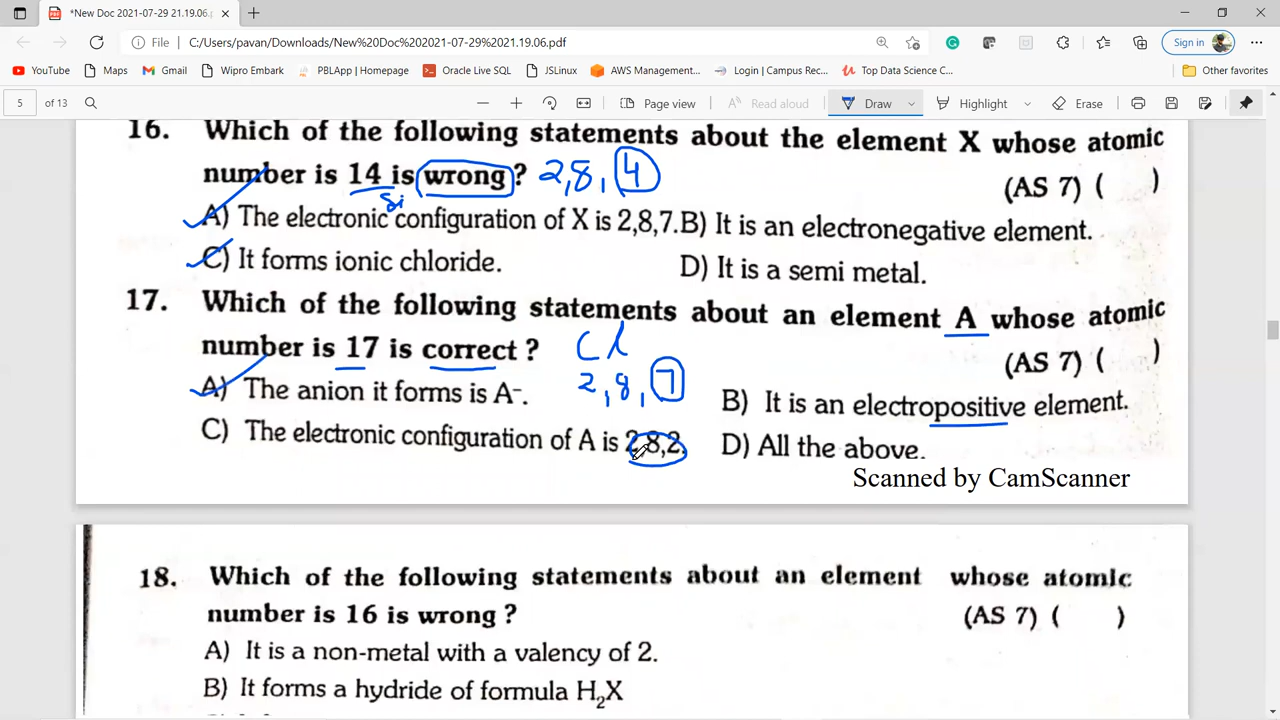 *New Doc 2021-07-29 21.19.06.p
File C:/Users/pavan/Downloads/New%20Doc%202021-07-29%2021.19.06.pdf
Sign in
YouTube Maps Gmail Wipro Embark PBLApp | Homepage Oracle Live SQL JSLinux AWS Management... Login | Campus Rec... Top Data Science C... Other favorites
5 of 13 Page view Read aloud Draw Highlight Erase
16. Which of the following statements about the element X whose atomic
number is 14 is wrong? 2,8,4 (AS 7) ( )
Si
A) The electronic configuration of X is 2,8,7. B) It is an electronegative element.
C) It forms ionic chloride. D) It is a semi metal.
17. Which of the following statements about an element A whose atomic
number is 17 is correct? Cl (AS 7) ( )
2,8,7
A) The anion it forms is A⁻. B) It is an electropositive element.
C) The electronic configuration of A is 2,8,2. D) All the above.
Scanned by CamScanner
18. Which of the following statements about an element whose atomic
number is 16 is wrong? (AS 7) ( )
A) It is a non-metal with a valency of 2.
B) It forms a hydride of formula H₂X